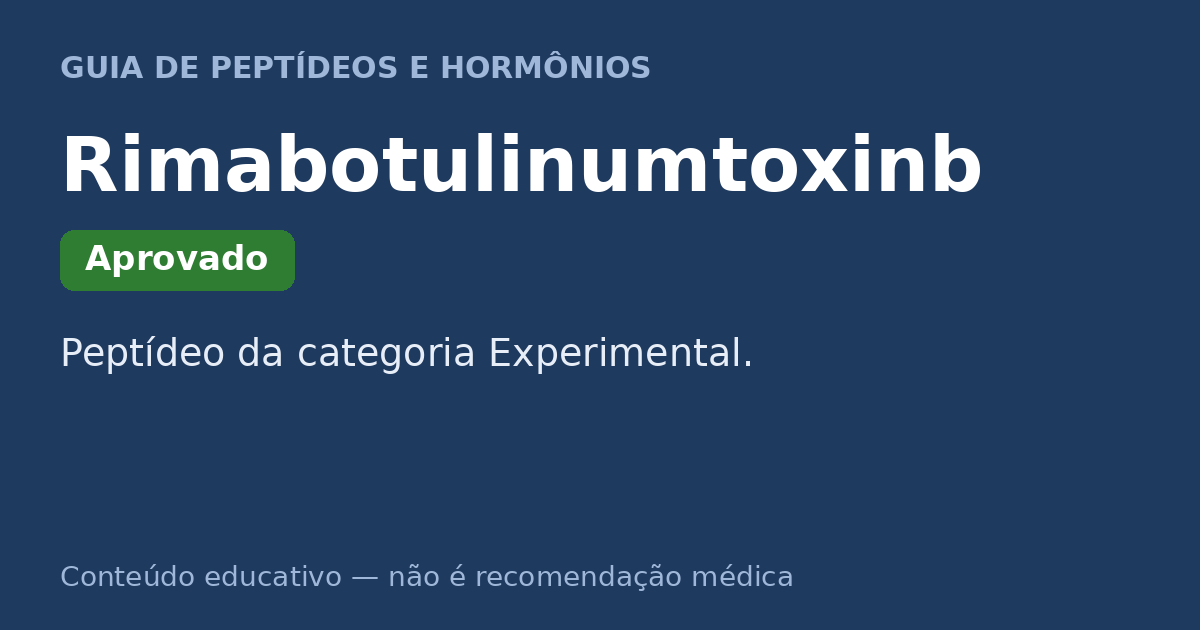 GUIA DE PEPTÍDEOS E HORMÔNIOS
Rimabotulinumtoxinb
Aprovado
Peptídeo da categoria Experimental.
Conteúdo educativo — não é recomendação médica